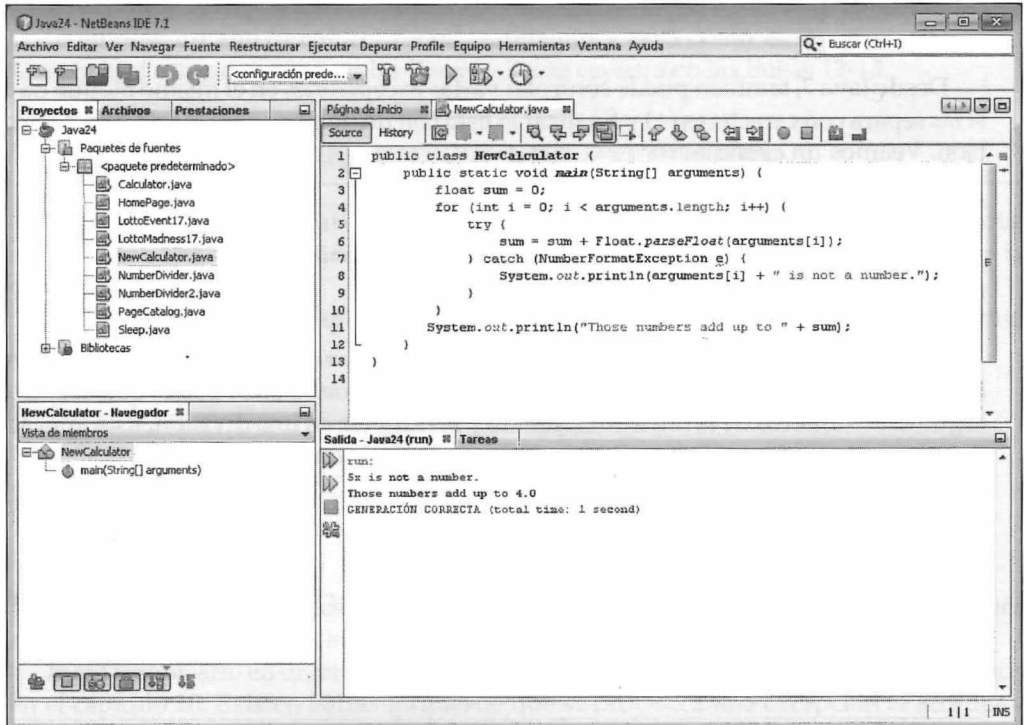 Java24 - NetBeans IDE 7.1
Archivo Editar Ver Navegar Fuente Reestructurar Ejecutar Depurar Profile Equipo Herramientas Ventana Ayuda
Buscar (Ctrl+I)
<configuración prede...
Proyectos Archivos Prestaciones
Java24
Paquetes de fuentes
<paquete predeterminado>
Calculator.java
HomePage.java
LottoEvent17.java
LottoMadness17.java
NewCalculator.java
NumberDivider.java
NumberDivider2.java
PageCatalog.java
Sleep.java
Bibliotecas
NewCalculator - Navegador
Vista de miembros
NewCalculator
main(String[] arguments)
Página de Inicio NewCalculator.java
Source History
1 public class NewCalculator {
2 public static void main(String[] arguments) {
3 float sum = 0;
4 for (int i = 0; i < arguments.length; i++) {
5 try {
6 sum = sum + Float.parseFloat(arguments[i]);
7 } catch (NumberFormatException e) {
8 System.out.println(arguments[i] + " is not a number.");
9 }
10 }
11 System.out.println("Those numbers add up to " + sum);
12 }
13 }
14
Salida - Java24 (run) Tareas
run:
5x is not a number.
Those numbers add up to 4.0
GENERACIÓN CORRECTA (total time: 1 second)
1|1 INS